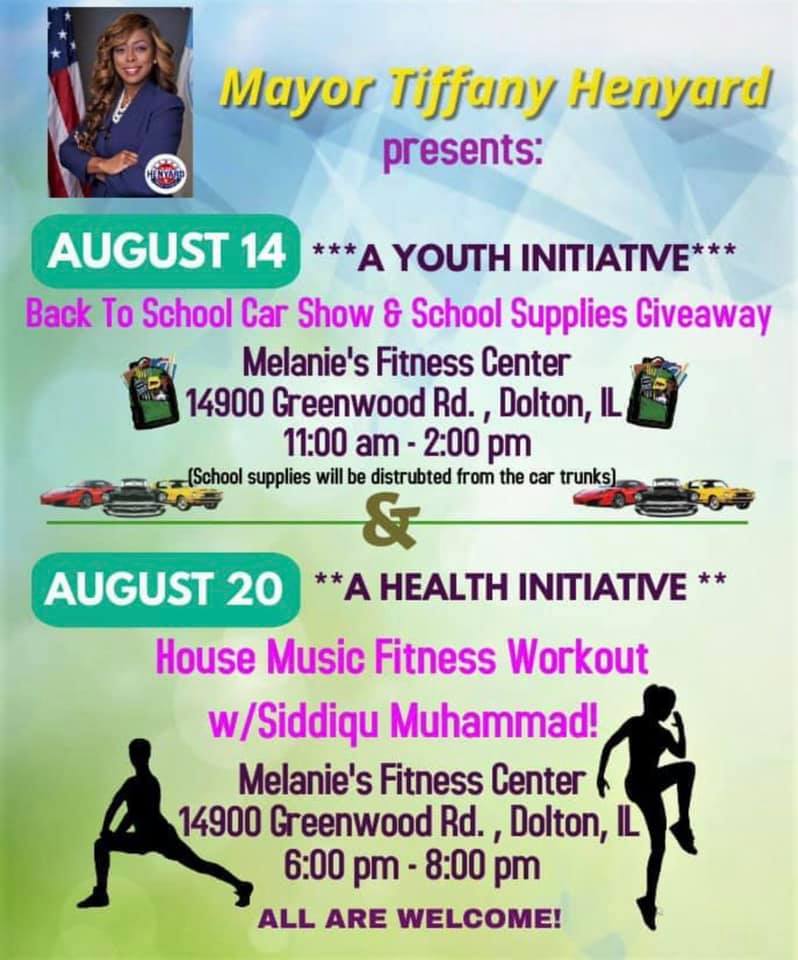 Mayor Tiffany Henyard
HENYARD
presents:
AUGUST 14 ***A YOUTH INITIATIVE***
Back To School Car Show & School Supplies Giveaway
Melanie's Fitness Center
14900 Greenwood Rd. , Dolton, IL
11:00 am - 2:00 pm
(School supplies will be distrubted from the car trunks)
&
AUGUST 20 **A HEALTH INITIATIVE **
House Music Fitness Workout
w/Siddiqu Muhammad!
Melanie's Fitness Center
14900 Greenwood Rd. , Dolton, IL
6:00 pm - 8:00 pm
ALL ARE WELCOME!